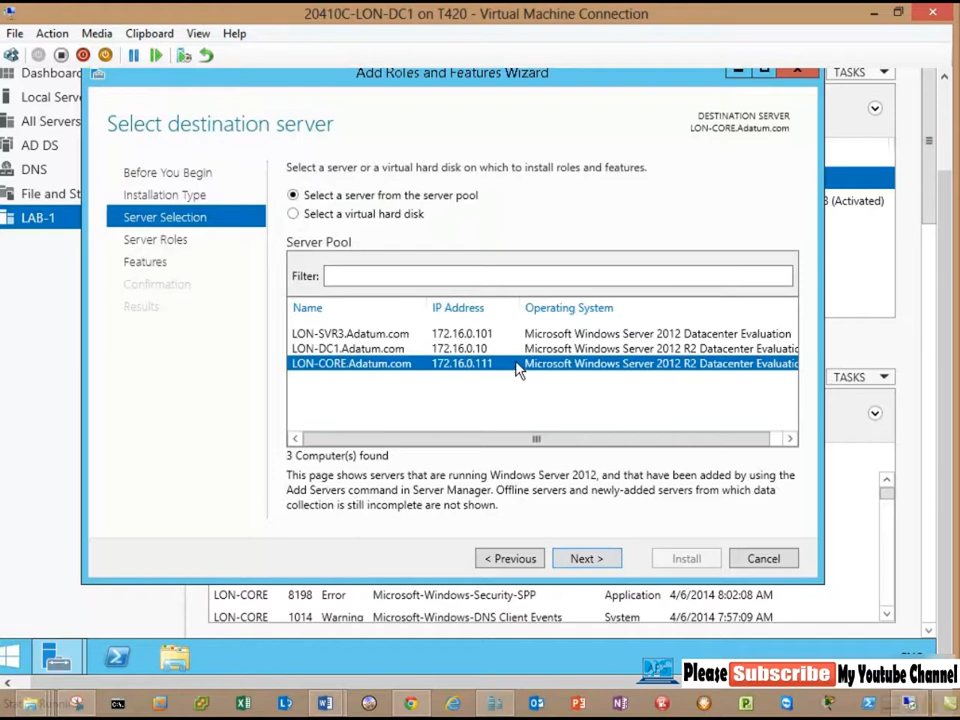 20410C-LON-DC1 on T420 - Virtual Machine Connection
File Action Media Clipboard View Help
Dashboard
Local Serv
All Servers
AD DS
DNS
File and St
LAB-1
TASKS
3 (Activated)
TASKS
Add Roles and Features Wizard
Select destination server
DESTINATION SERVER
LON-CORE.Adatum.com
Before You Begin
Installation Type
Server Selection
Server Roles
Features
Confirmation
Results
Select a server or a virtual hard disk on which to install roles and features.
Select a server from the server pool
Select a virtual hard disk
Server Pool
Filter:
Name IP Address Operating System
LON-SVR3.Adatum.com 172.16.0.101 Microsoft Windows Server 2012 Datacenter Evaluation
LON-DC1.Adatum.com 172.16.0.10 Microsoft Windows Server 2012 R2 Datacenter Evaluatio
LON-CORE.Adatum.com 172.16.0.111 Microsoft Windows Server 2012 R2 Datacenter Evaluatio
3 Computer(s) found
This page shows servers that are running Windows Server 2012, and that have been added by using the
Add Servers command in Server Manager. Offline servers and newly-added servers from which data
collection is still incomplete are not shown.
< Previous Next > Install Cancel
LON-CORE 8198 Error Microsoft-Windows-Security-SPP Application 4/6/2014 8:02:08 AM
LON-CORE 1014 Warning Microsoft-Windows-DNS Client Events System 4/6/2014 7:57:09 AM
Please Subscribe My Youtube Channel